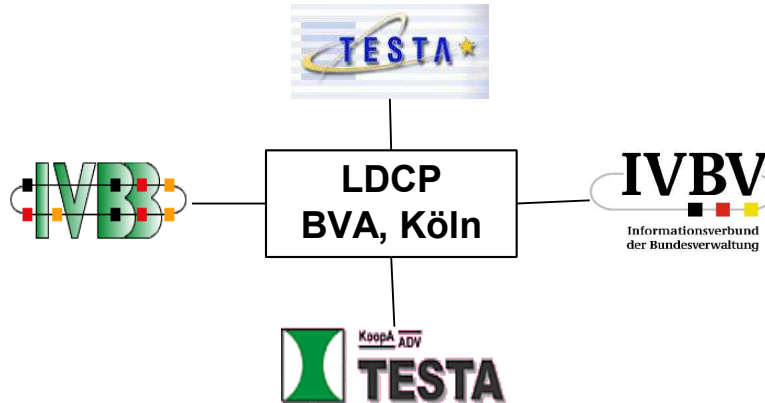 TESTA
IVBB
LDCP
BVA, Köln
IVBV
Informationsverbund
der Bundesverwaltung
KoopA ADV
TESTA